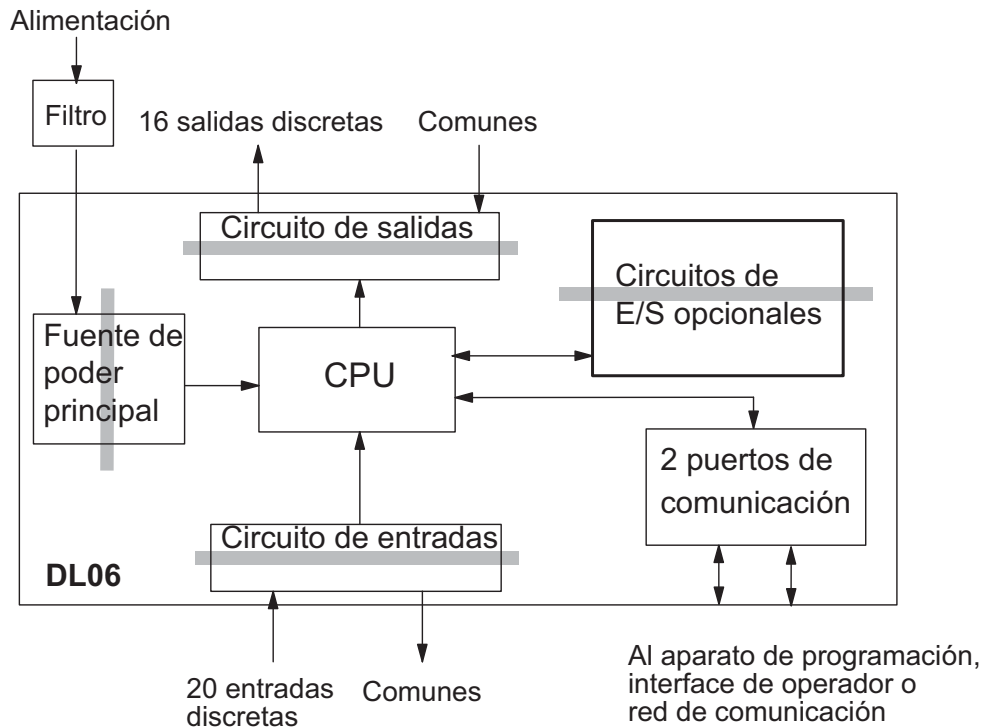 Alimentación
Filtro
16 salidas discretas
Comunes
Circuito de salidas
Circuitos de
E/S opcionales
Fuente de
poder
principal
CPU
2 puertos de
comunicación
Circuito de entradas
DL06
20 entradas
discretas
Comunes
Al aparato de programación,
interface de operador o
red de comunicación